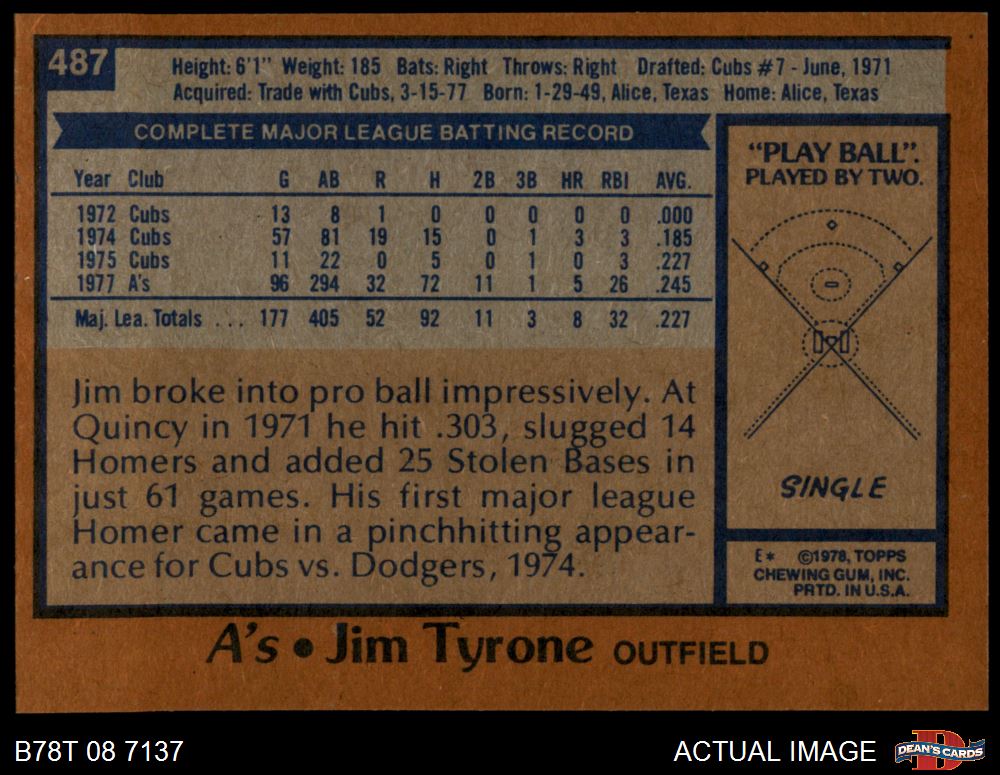 487
Height: 6'1" Weight: 185 Bats: Right Throws: Right Drafted: Cubs #7 - June, 1971
Acquired: Trade with Cubs, 3-15-77 Born: 1-29-49, Alice, Texas Home: Alice, Texas
COMPLETE MAJOR LEAGUE BATTING RECORD
Year Club G AB R H 2B 3B HR RBI AVG.
1972 Cubs 13 8 1 0 0 0 0 0 .000
1974 Cubs 57 81 19 15 0 1 3 3 .185
1975 Cubs 11 22 0 5 0 1 0 3 .227
1977 A's 96 294 32 72 11 1 5 26 .245
Maj. Lea. Totals ... 177 405 52 92 11 3 8 32 .227
Jim broke into pro ball impressively. At
Quincy in 1971 he hit .303, slugged 14
Homers and added 25 Stolen Bases in
just 61 games. His first major league
Homer came in a pinchhitting appear-
ance for Cubs vs. Dodgers, 1974.
"PLAY BALL".
PLAYED BY TWO.
SINGLE
E* ©1978, TOPPS
CHEWING GUM, INC.
PRTD. IN U.S.A.
A's • Jim Tyrone OUTFIELD
B78T 08 7137
ACTUAL IMAGE
D
DEAN'S CARDS